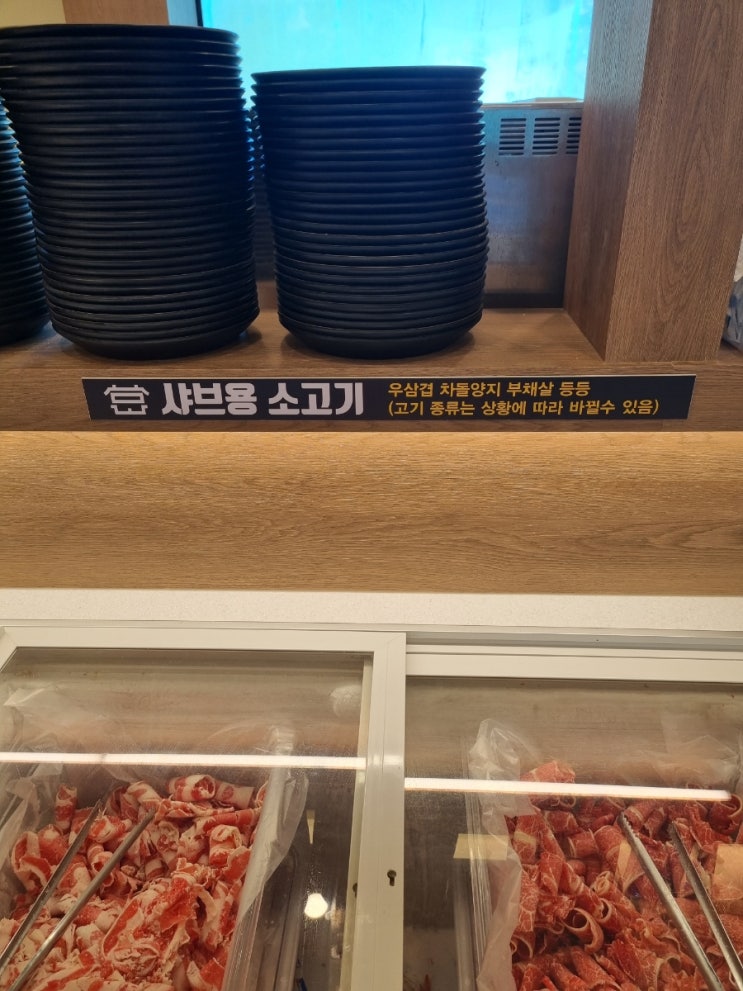 샤브용 소고기
우삼겹 차돌양지 부채살 등등
(고기 종류는 상황에 따라 바뀔수 있음)